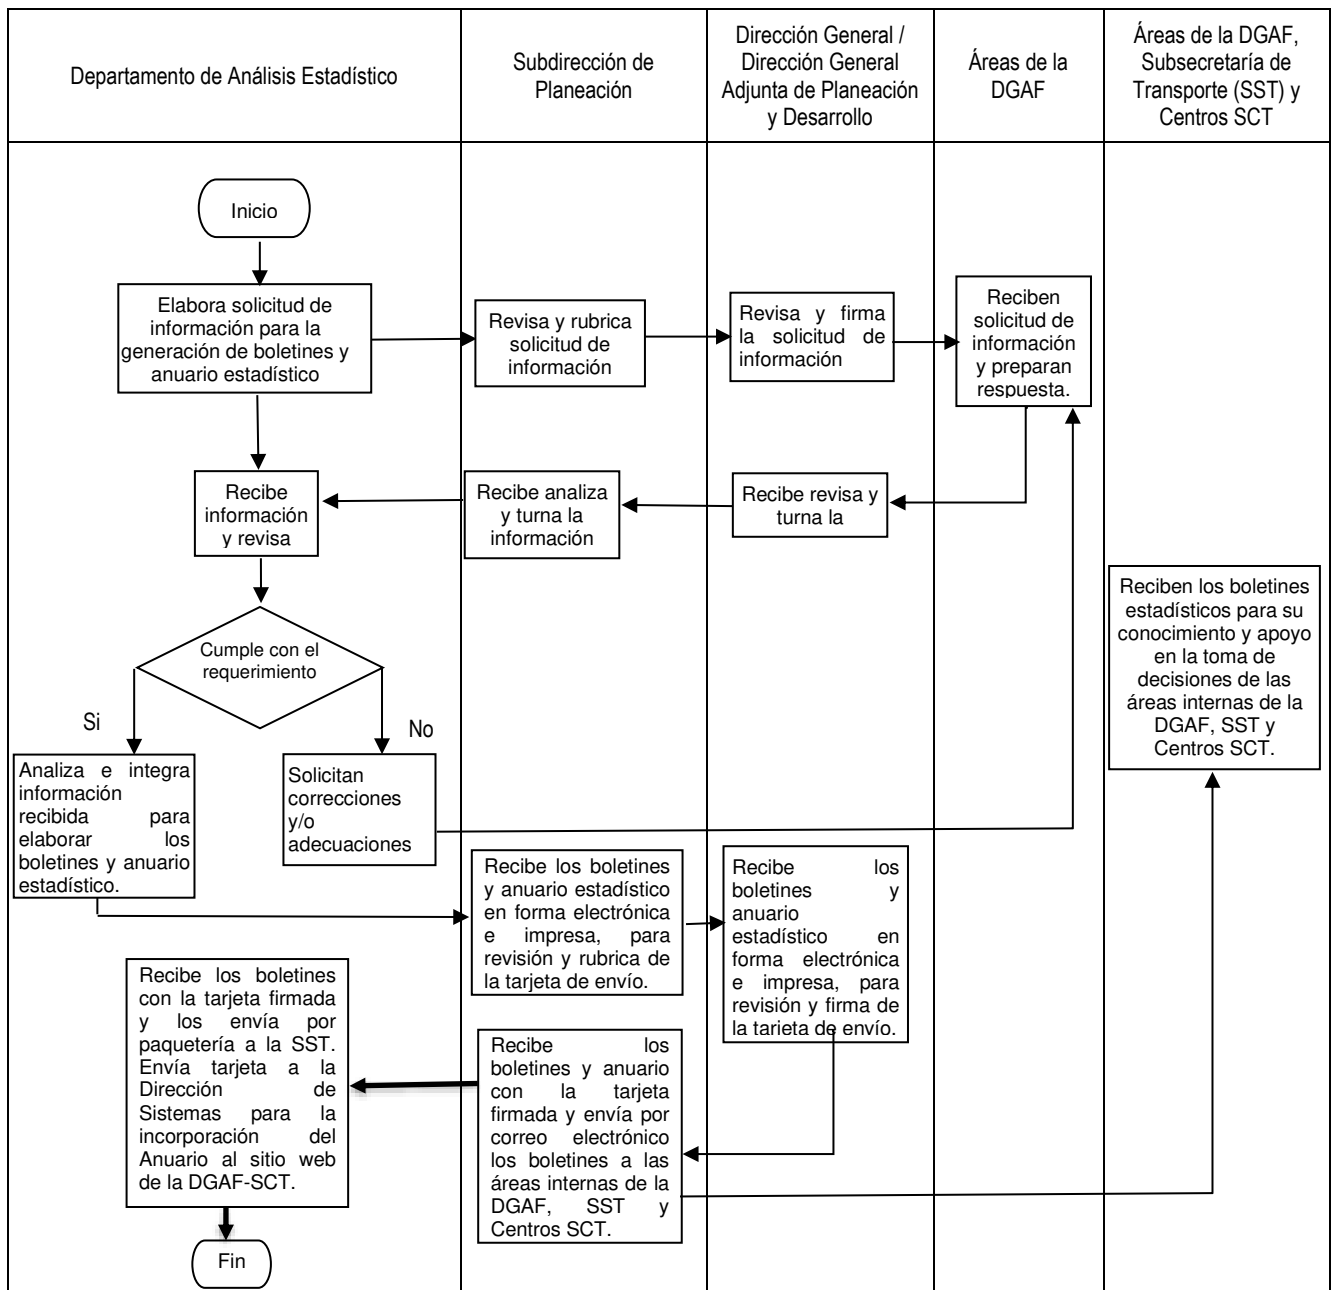 Departamento de Análisis Estadístico
Subdirección de
Planeación
Dirección General /
Dirección General
Adjunta de Planeación
y Desarrollo
Áreas de la
DGAF
Áreas de la DGAF,
Subsecretaría de
Transporte (SST) y
Centros SCT
Inicio
Elabora solicitud de
información para la
generación de boletines y
anuario estadístico
Revisa y rubrica
solicitud de
información
Revisa y firma
la solicitud de
información
Reciben
solicitud de
información
y preparan
respuesta.
Recibe
información
y revisa
Recibe analiza
y turna la
información
Recibe revisa y
turna la
Reciben los boletines
estadísticos para su
conocimiento y apoyo
en la toma de
decisiones de las
áreas internas de la
DGAF, SST y
Centros SCT.
Cumple con el
requerimiento
Si
No
Analiza e integra
información
recibida para
elaborar los
boletines y anuario
estadístico.
Solicitan
correcciones
y/o
adecuaciones
Recibe los boletines
y anuario estadístico
en forma electrónica
e impresa, para
revisión y rubrica de
la tarjeta de envío.
Recibe los
boletines y
anuario
estadístico en
forma electrónica
e impresa, para
revisión y firma de
la tarjeta de envío.
Recibe los boletines
con la tarjeta firmada
y los envía por
paquetería a la SST.
Envía tarjeta a la
Dirección de
Sistemas para la
incorporación del
Anuario al sitio web
de la DGAF-SCT.
Recibe los
boletines y anuario
con la tarjeta
firmada y envía por
correo electrónico
los boletines a las
áreas internas de la
DGAF, SST y
Centros SCT.
Fin